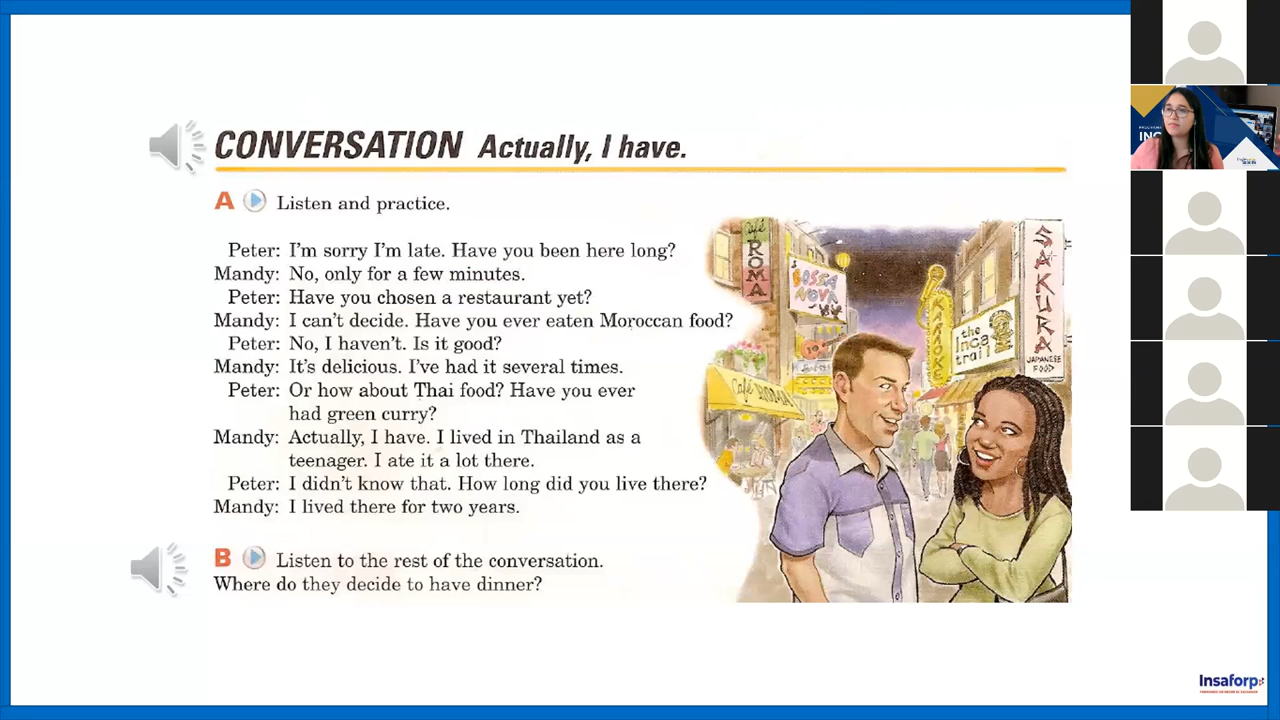 CONVERSATION Actually, I have.
A Listen and practice.
Peter: I'm sorry I'm late. Have you been here long?
Mandy: No, only for a few minutes.
Peter: Have you chosen a restaurant yet?
Mandy: I can't decide. Have you ever eaten Moroccan food?
Peter: No, I haven't. Is it good?
Mandy: It's delicious. I've had it several times.
Peter: Or how about Thai food? Have you ever
had green curry?
Mandy: Actually, I have. I lived in Thailand as a
teenager. I ate it a lot there.
Peter: I didn't know that. How long did you live there?
Mandy: I lived there for two years.
B Listen to the rest of the conversation.
Where do they decide to have dinner?
Café
ROMA
BOSSA
NOVA
KARAOKE
the
Inca
trail
SAKURA
JAPANESE
FOOD
Café
Insaforp